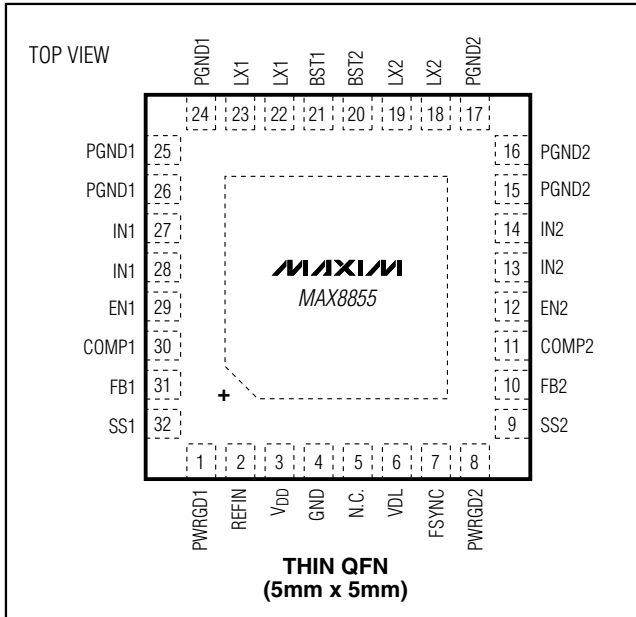 TOP VIEW
PGND1 LX1 LX1 BST1 BST2 LX2 LX2 PGND2
24 23 22 21 20 19 18 17
PGND1 25 16 PGND2
PGND1 26 15 PGND2
IN1 27 14 IN2
IN1 28 13 IN2
MAXIM
MAX8855
EN1 29 12 EN2
COMP1 30 11 COMP2
FB1 31 10 FB2
+
SS1 32 9 SS2
1 2 3 4 5 6 7 8
PWRGD1 REFIN VDD GND N.C. VDL FSYNC PWRGD2
THIN QFN
(5mm x 5mm)